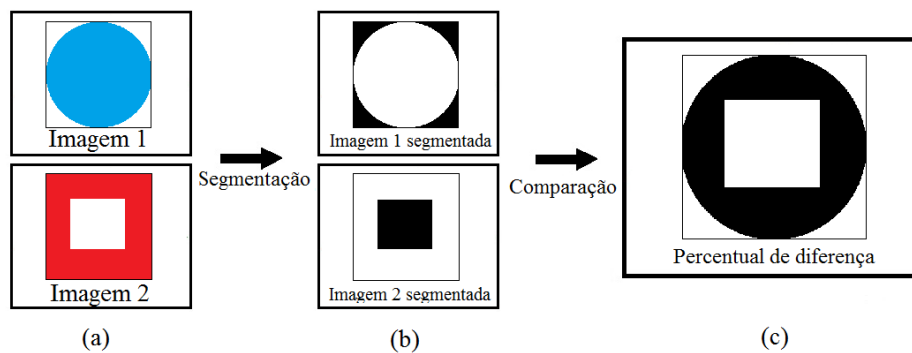 Imagem 1
Imagem 2
(a)
Segmentação
Imagem 1 segmentada
Imagem 2 segmentada
(b)
Comparação
Percentual de diferença
(c)